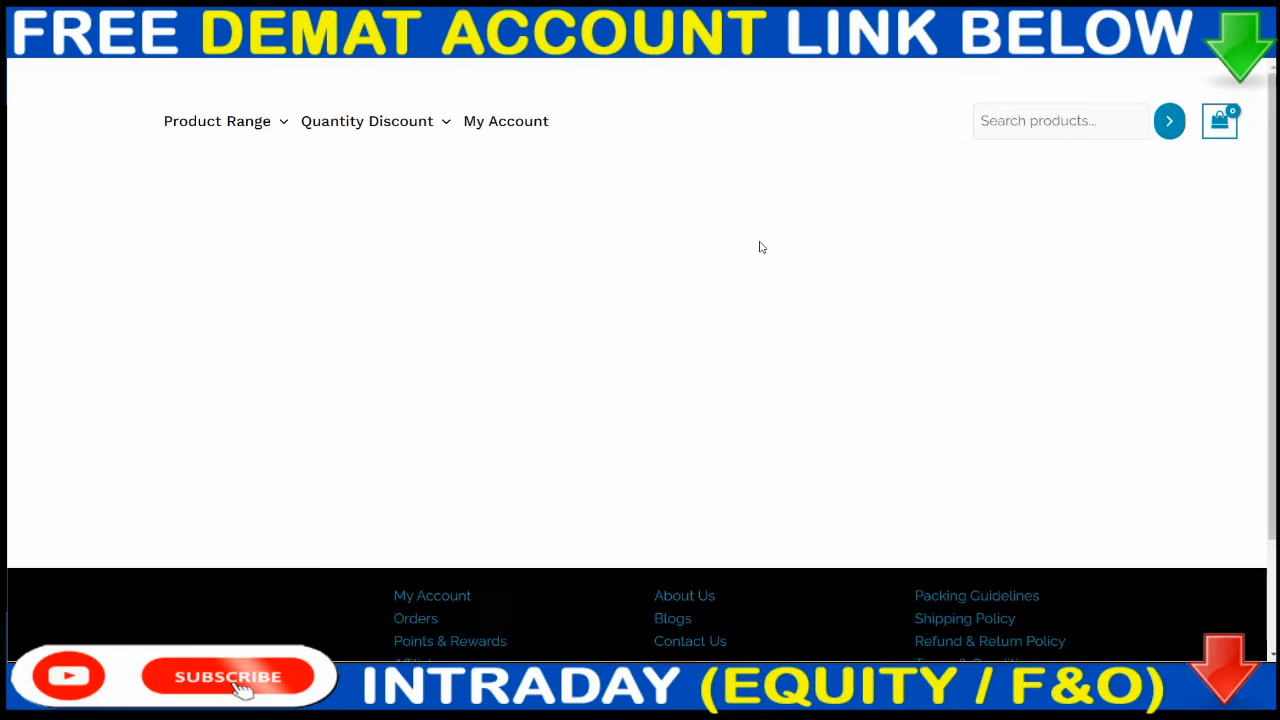 FREE DEMAT ACCOUNT LINK BELOW
Product Range Quantity Discount My Account Search products... 0
My Account About Us Packing Guidelines
Orders Blogs Shipping Policy
Points & Rewards Contact Us Refund & Return Policy
SUBSCRIBE INTRADAY (EQUITY / F&O)